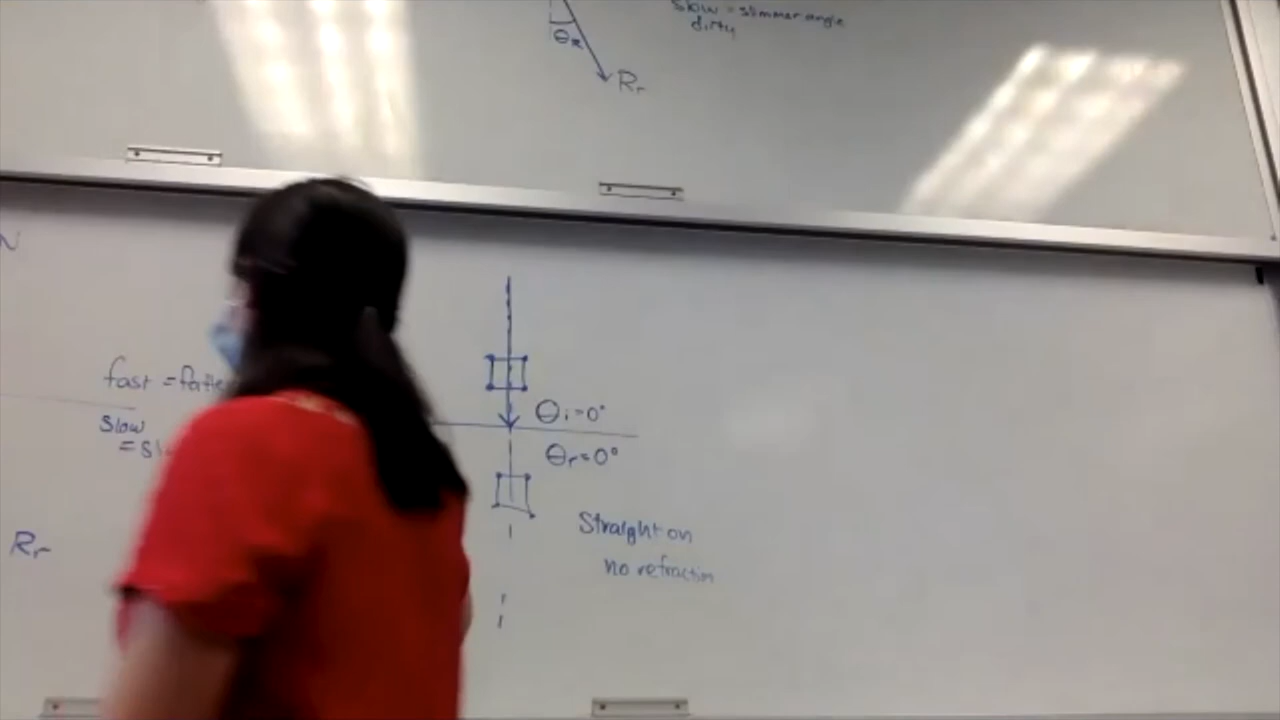 slow = slimmer angle
dirty
θR
Rr
N
fast = fatte
slow
= sl
θi=0°
θr=0°
Rr
Straight on
no refraction